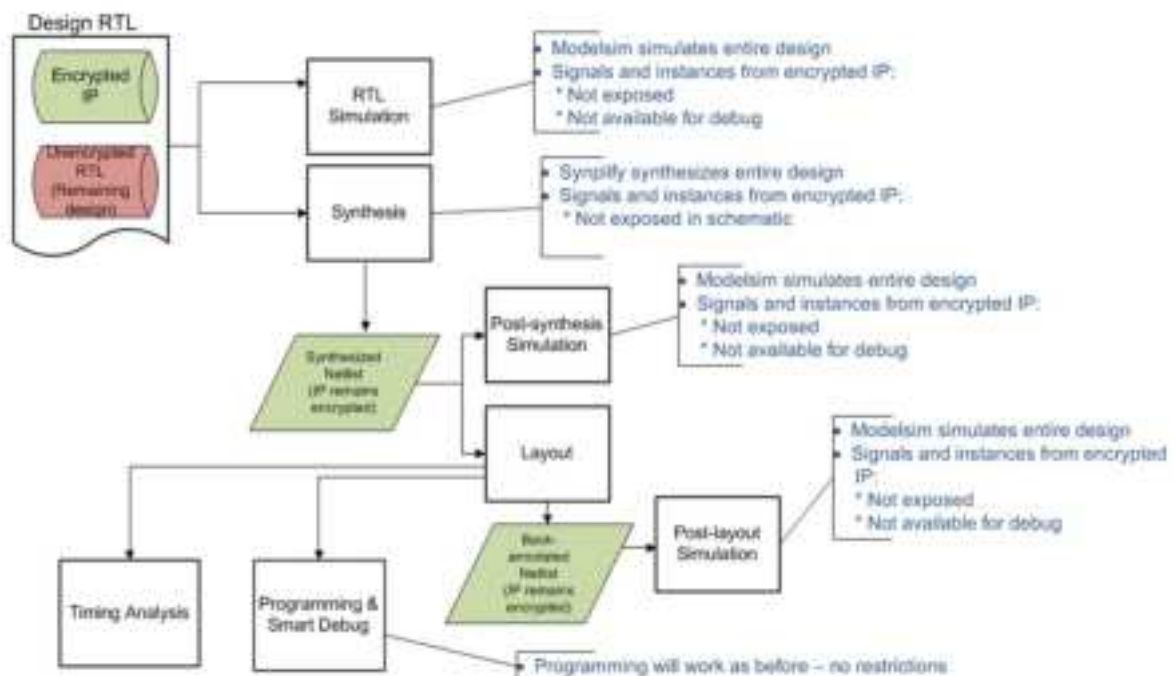 Design RTL
Encrypted
IP
Unencrypted
RTL
(Remaining
design)
RTL
Simulation
• Modelsim simulates entire design
• Signals and instances from encrypted IP:
* Not exposed
* Not available for debug
Synthesis
• Synplify synthesizes entire design
• Signals and instances from encrypted IP:
* Not exposed in schematic
Synthesized
Netlist
(IP remains
encrypted)
Post-synthesis
Simulation
• Modelsim simulates entire design
• Signals and instances from encrypted IP:
* Not exposed
* Not available for debug
Layout
Back-
annotated
Netlist
(IP remains
encrypted)
Post-layout
Simulation
• Modelsim simulates entire design
• Signals and instances from encrypted
IP:
* Not exposed
* Not available for debug
Timing Analysis
Programming &
Smart Debug
• Programming will work as before – no restrictions